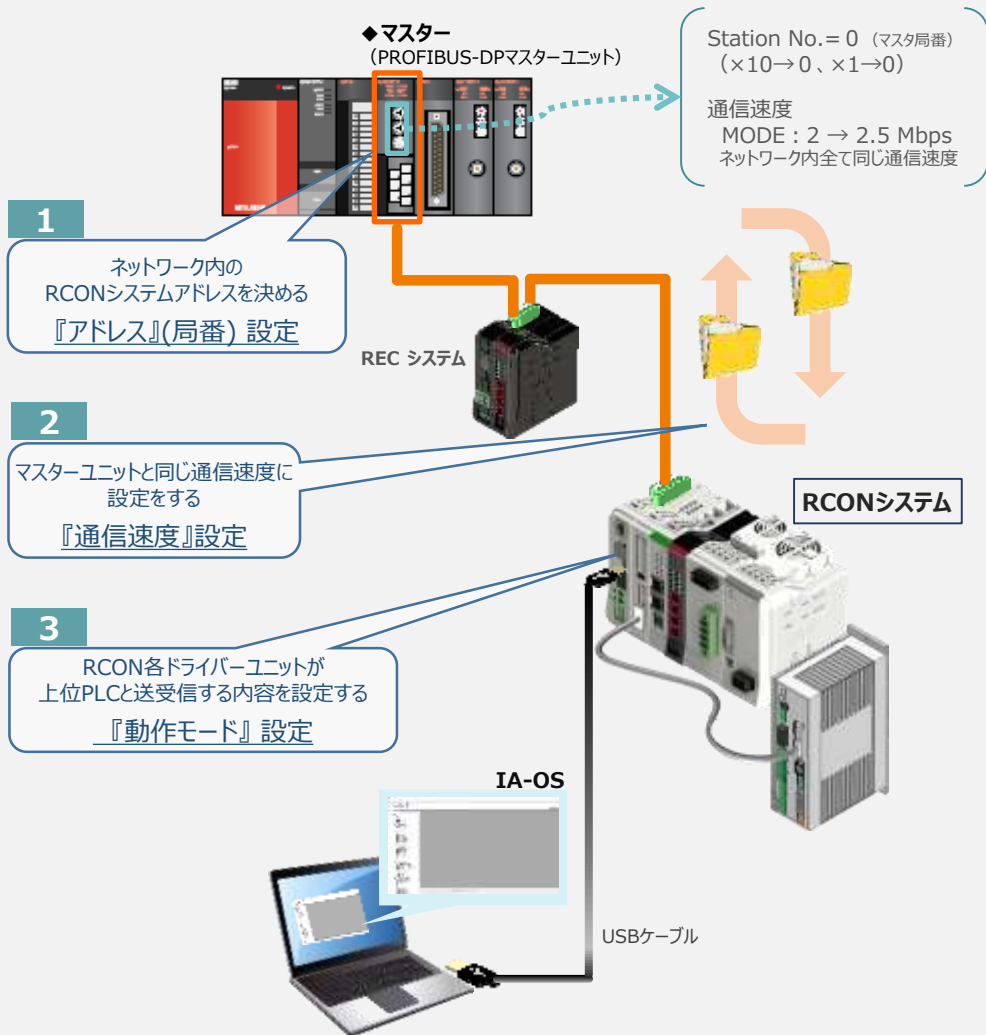 ◆マスター
（PROFIBUS-DPマスターユニット）
Station No.= 0 （マスタ局番）
（×10→０、×1→0）
通信速度
MODE：2 → 2.5 Mbps
ネットワーク内全て同じ通信速度
1
ネットワーク内の
RCONシステムアドレスを決める
『アドレス』(局番) 設定
REC システム
2
マスターユニットと同じ通信速度に
設定をする
『通信速度』設定
RCONシステム
3
RCON各ドライバーユニットが
上位PLCと送受信する内容を設定する
『動作モード』 設定
IA-OS
USBケーブル